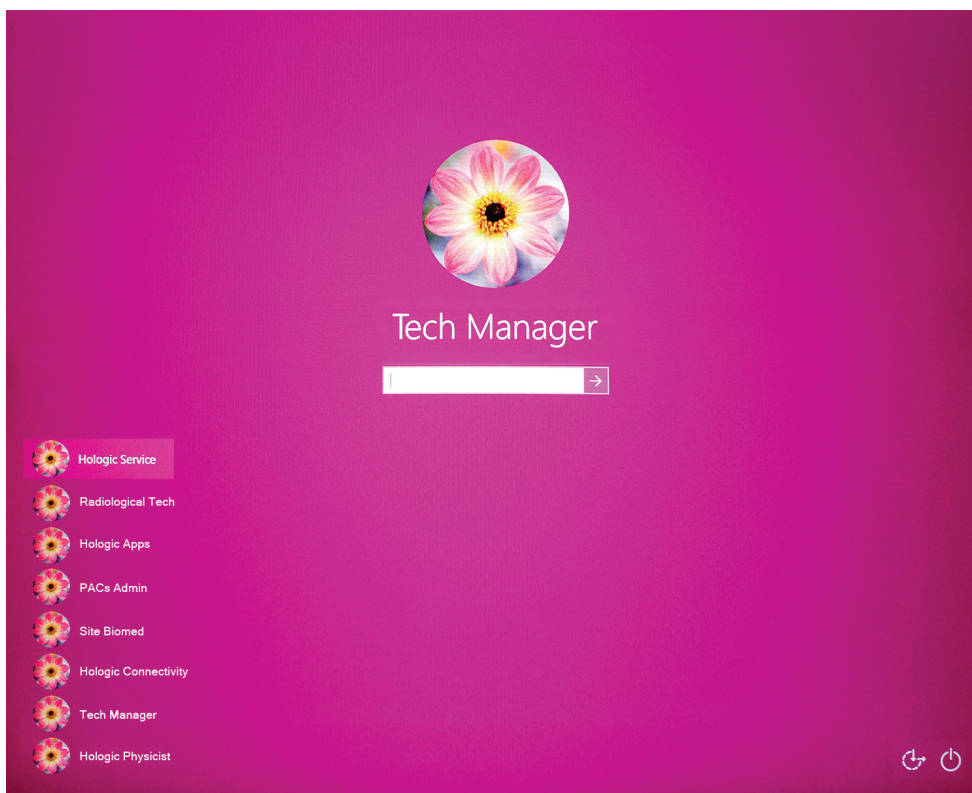 Tech Manager
Hologic Service
Radiological Tech
Hologic Apps
PACs Admin
Site Biomed
Hologic Connectivity
Tech Manager
Hologic Physicist